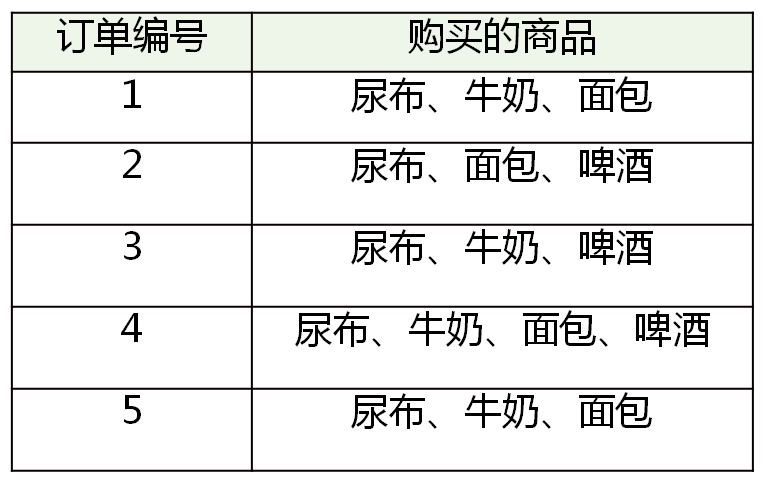 订单编号 购买的商品
1 尿布、牛奶、面包
2 尿布、面包、啤酒
3 尿布、牛奶、啤酒
4 尿布、牛奶、面包、啤酒
5 尿布、牛奶、面包